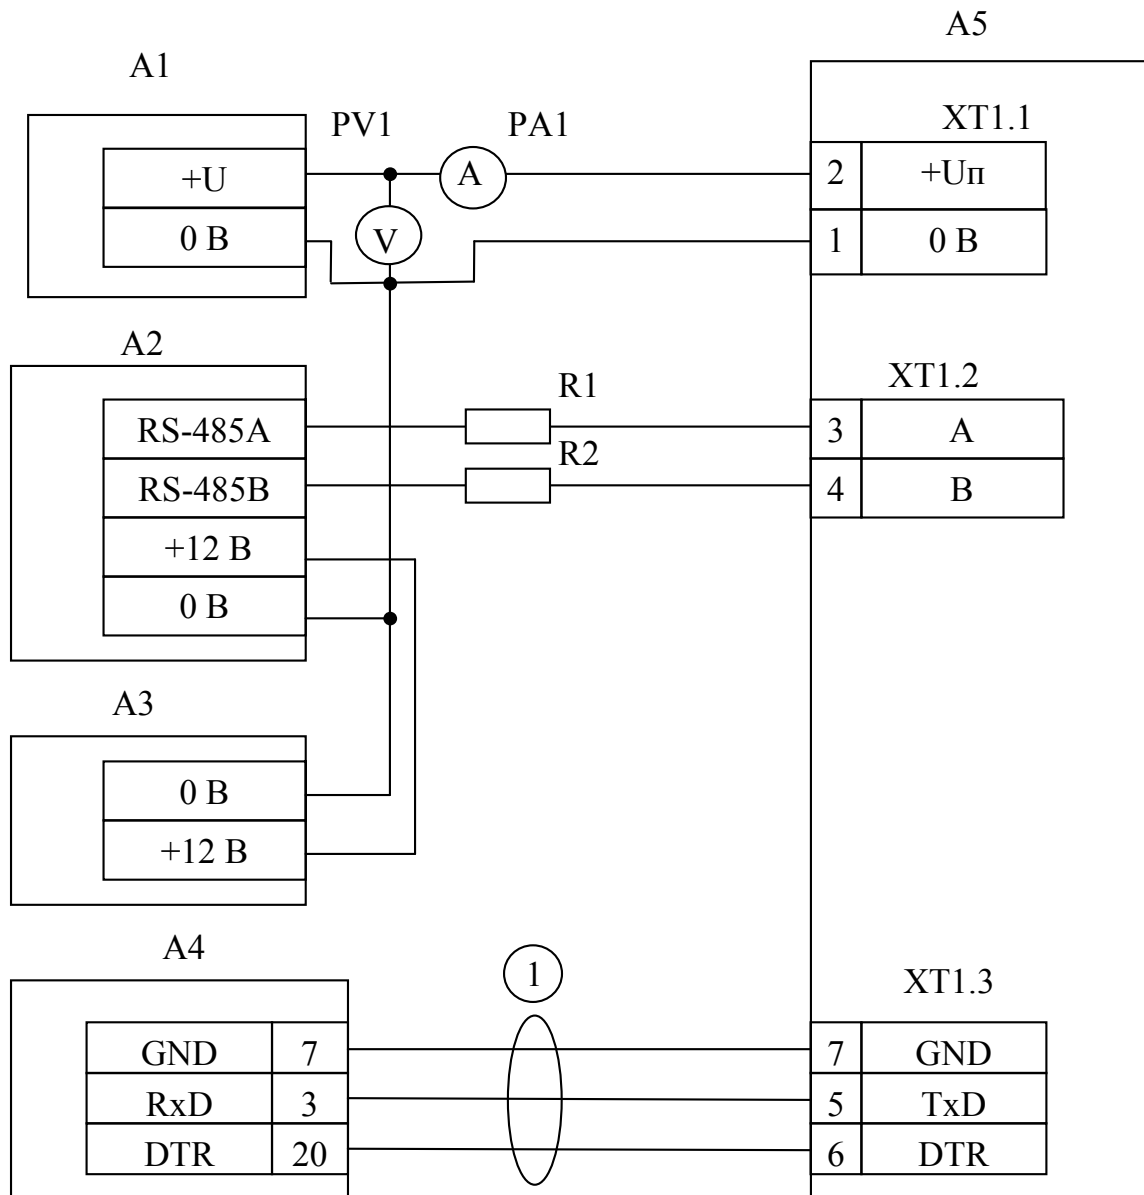 A5
A1
XT1.1
PV1
PA1
+U
A
2
+Uп
0 В
V
1
0 В
A2
R1
XT1.2
RS-485A
3
A
R2
RS-485B
4
B
+12 В
0 В
A3
0 В
+12 В
A4
1
XT1.3
GND
7
7
GND
RxD
3
5
TxD
DTR
20
6
DTR